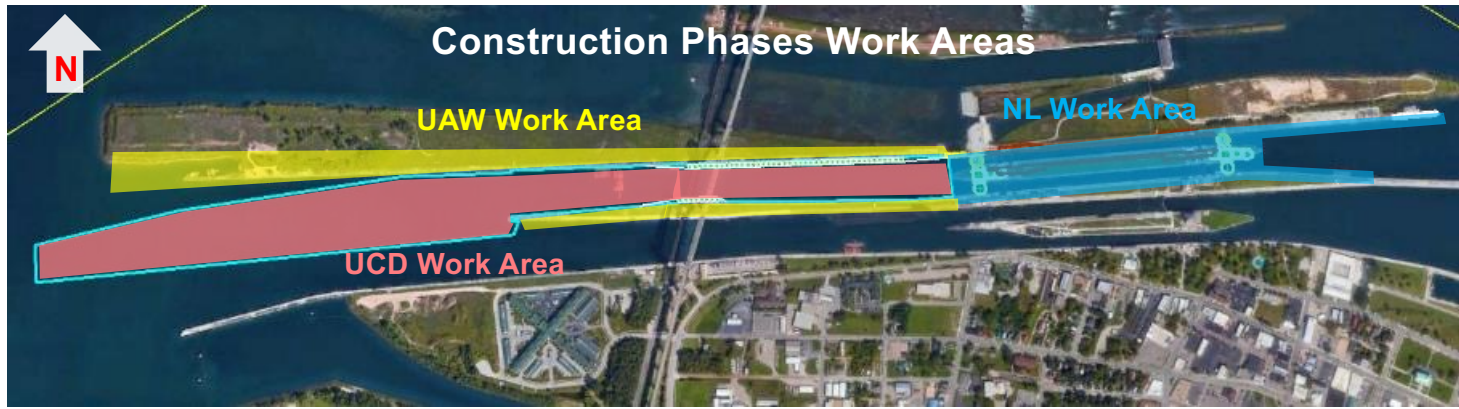 Construction Phases Work Areas
N
UAW Work Area
NL Work Area
UCD Work Area